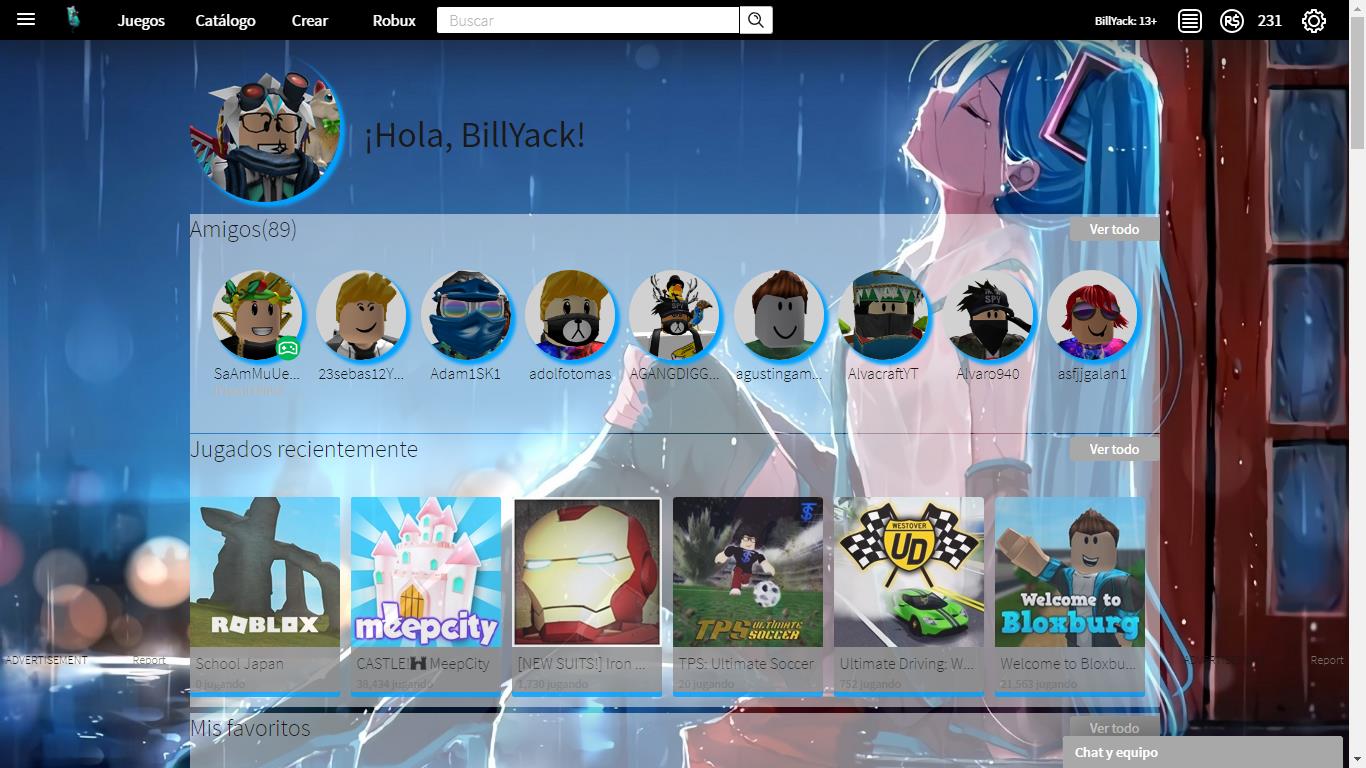 Juegos Catálogo Crear Robux Buscar BillYack: 13+ R$ 231
¡Hola, BillYack!
Amigos(89) Ver todo
SaAmMuUe... 23sebas12Y... Adam1SK1 adolfotomas AGANGDIGG... agustingam... AlvacraftYT Alvaro940 asfjjgalan1
Jugados recientemente Ver todo
ROBLOX
meepcity
TPS ULTIMATE SOCCER
WESTOVER
UD
Welcome to
Bloxburg
School Japan CASTLE! MeepCity [NEW SUITS!] Iron ... TPS: Ultimate Soccer Ultimate Driving: W... Welcome to Bloxbu...
0 jugando 38,434 jugando 1,730 jugando 20 jugando 752 jugando 21,563 jugando
ADVERTISEMENT Report Report
Mis favoritos Ver todo
Chat y equipo